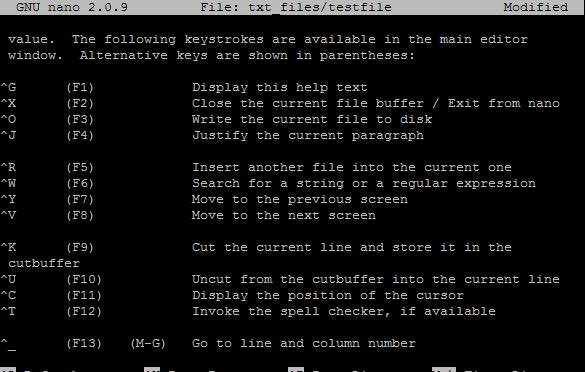 GNU nano 2.0.9 File: txt_files/testfile Modified
value. The following keystrokes are available in the main editor
window. Alternative keys are shown in parentheses:
^G (F1) Display this help text
^X (F2) Close the current file buffer / Exit from nano
^O (F3) Write the current file to disk
^J (F4) Justify the current paragraph
^R (F5) Insert another file into the current one
^W (F6) Search for a string or a regular expression
^Y (F7) Move to the previous screen
^V (F8) Move to the next screen
^K (F9) Cut the current line and store it in the
cutbuffer
^U (F10) Uncut from the cutbuffer into the current line
^C (F11) Display the position of the cursor
^T (F12) Invoke the spell checker, if available
^_ (F13) (M-G) Go to line and column number